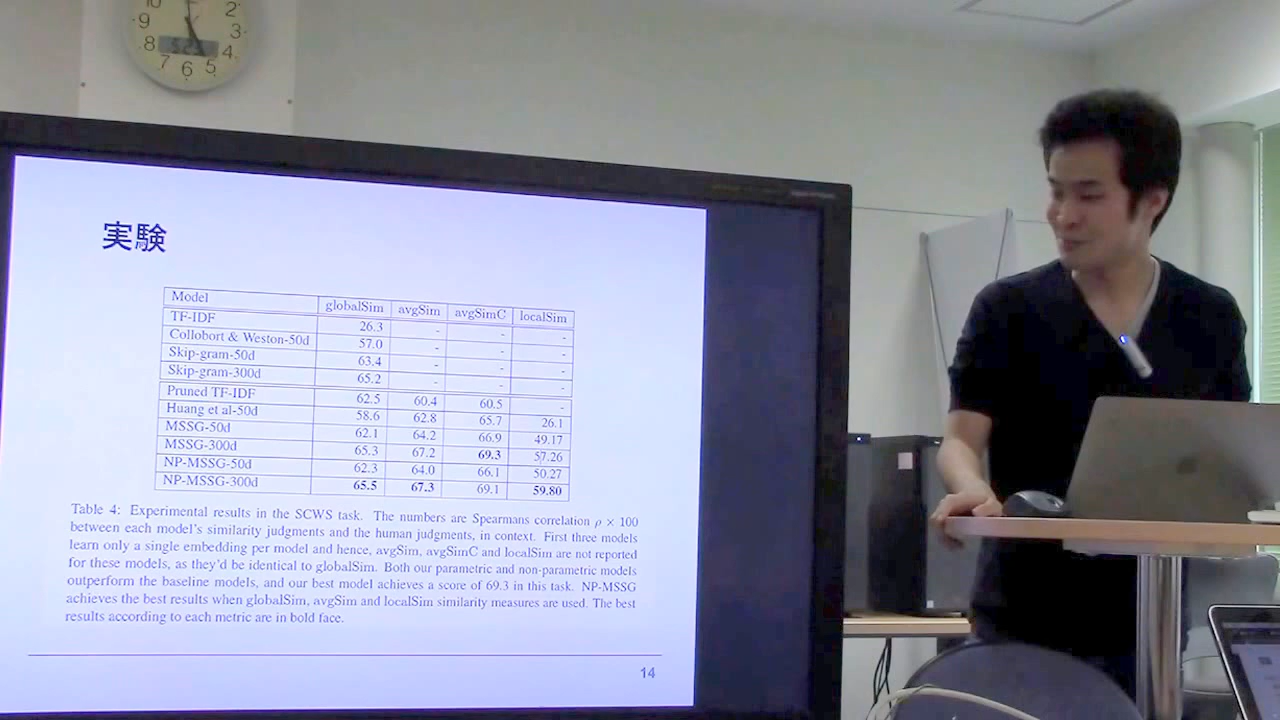 10
2
9
3
8
4
7
6
5
実験
Model globalSim avgSim avgSimC localSim
TF-IDF 26.3 - - -
Collobort & Weston-50d 57.0 - - -
Skip-gram-50d 63.4 - - -
Skip-gram-300d 65.2 - - -
Pruned TF-IDF 62.5 60.4 60.5 -
Huang et al-50d 58.6 62.8 65.7 26.1
MSSG-50d 62.1 64.2 66.9 49.17
MSSG-300d 65.3 67.2 69.3 57.26
NP-MSSG-50d 62.3 64.0 66.1 50.27
NP-MSSG-300d 65.5 67.3 69.1 59.80
Table 4: Experimental results in the SCWS task. The numbers are Spearmans correlation ρ × 100
between each model's similarity judgments and the human judgments, in context. First three models
learn only a single embedding per model and hence, avgSim, avgSimC and localSim are not reported
for these models, as they'd be identical to globalSim. Both our parametric and non-parametric models
outperform the baseline models, and our best model achieves a score of 69.3 in this task. NP-MSSG
achieves the best results when globalSim, avgSim and localSim similarity measures are used. The best
results according to each metric are in bold face.
14